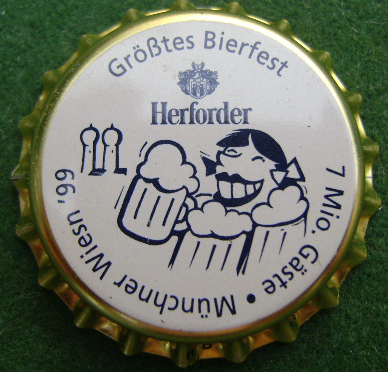 Größtes Bierfest
Herforder
7 Mio. Gäste • Münchner Wiesn '99